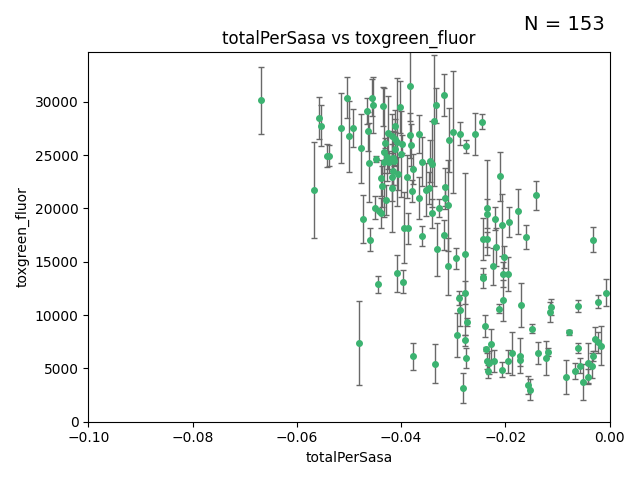 N = 153
totalPerSasa vs toxgreen_fluor
toxgreen_fluor
30000
25000
20000
15000
10000
5000
0
−0.10 −0.08 −0.06 −0.04 −0.02 0.00
totalPerSasa